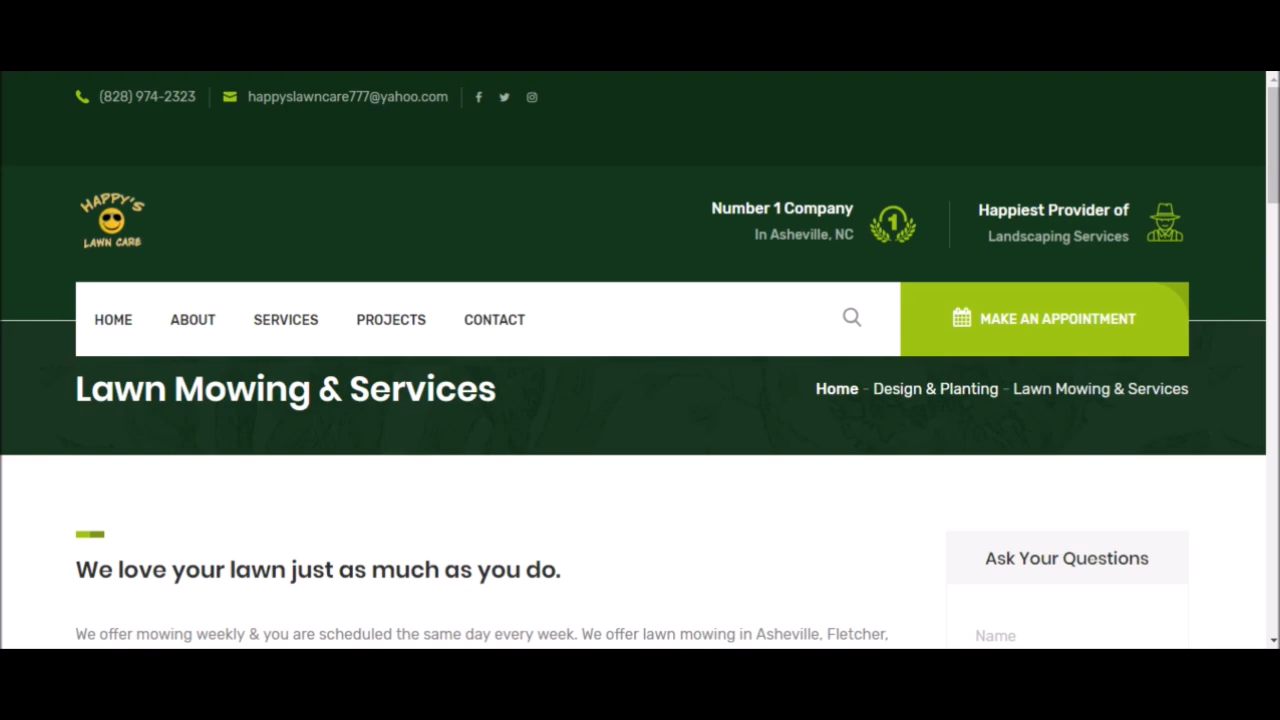 (828) 974-2323
happyslawncare777@yahoo.com
HAPPY'S
LAWN CARE
Number 1 Company
In Asheville, NC
1
Happiest Provider of
Landscaping Services
HOME
ABOUT
SERVICES
PROJECTS
CONTACT
MAKE AN APPOINTMENT
Lawn Mowing & Services
Home - Design & Planting - Lawn Mowing & Services
We love your lawn just as much as you do.
Ask Your Questions
We offer mowing weekly & you are scheduled the same day every week. We offer lawn mowing in Asheville, Fletcher,
Name